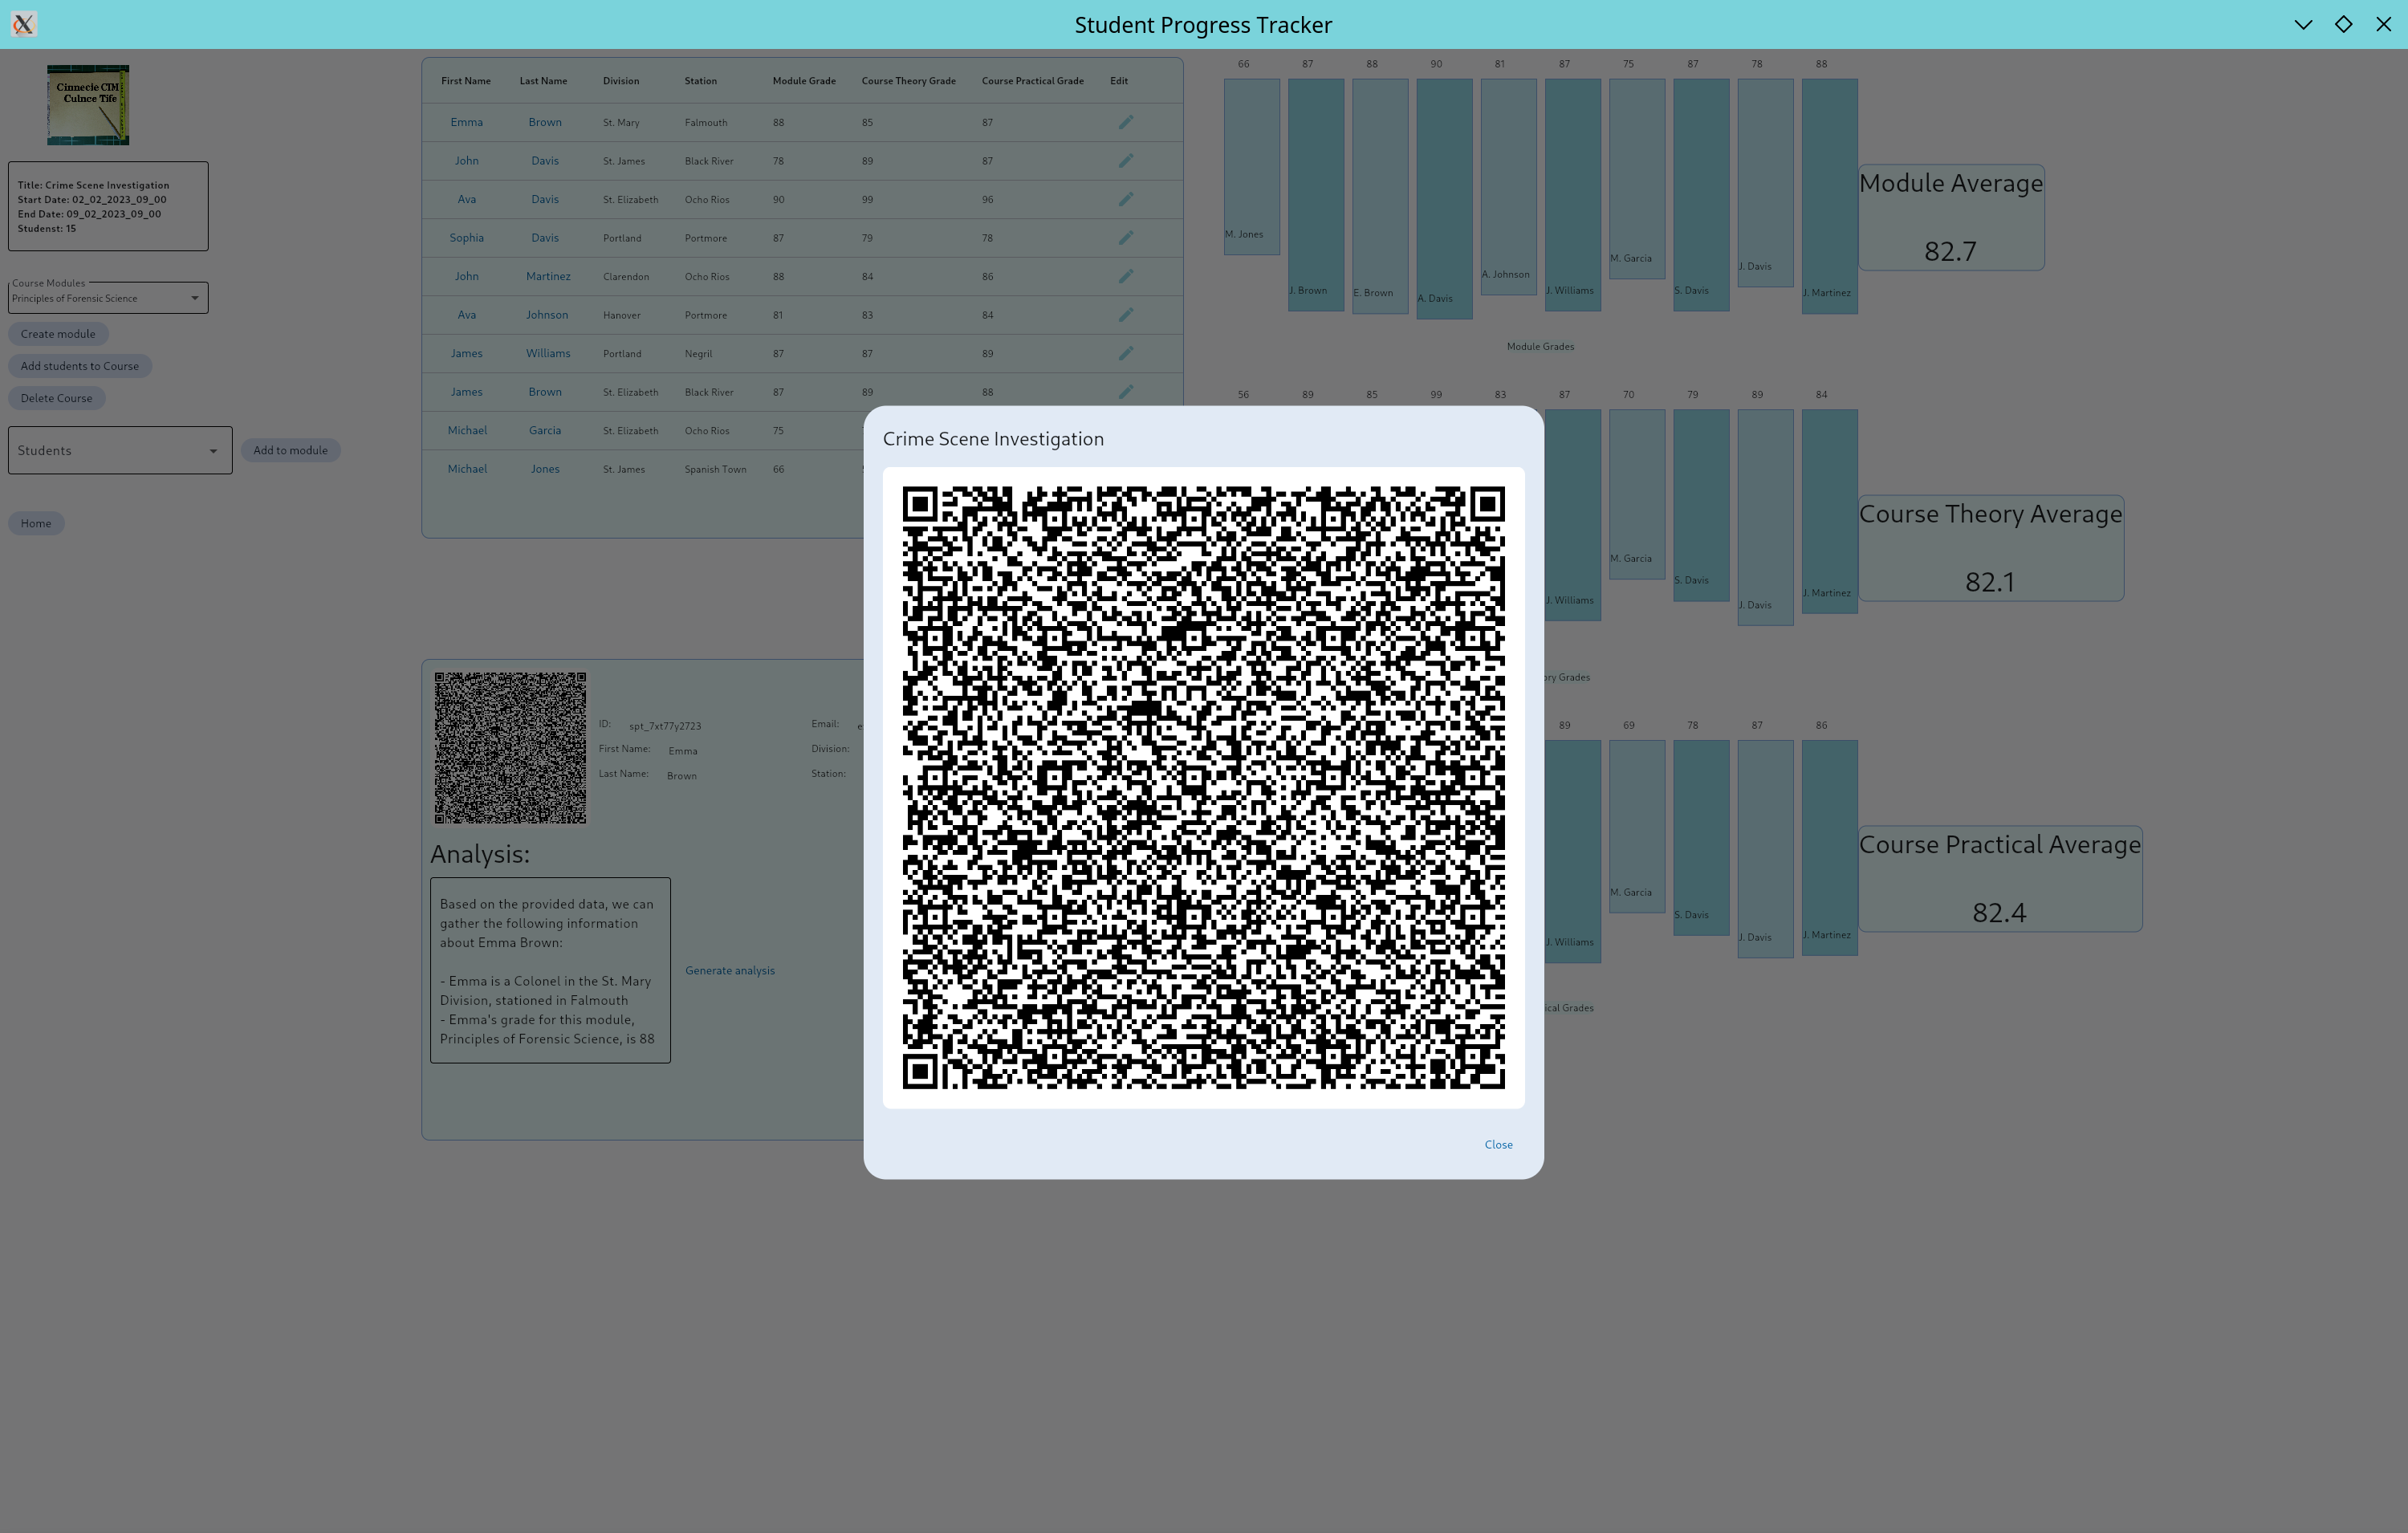 Student Progress Tracker
Cinnecie CTM
Culnce Tife
Title: Crime Scene Investigation
Start Date: 02_02_2023_09_00
End Date: 09_02_2023_09_00
Studenst: 15
Course Modules
Principles of Forensic Science
Create module
Add students to Course
Delete Course
Students
Add to module
Home
First Name Last Name Division Station Module Grade Course Theory Grade Course Practical Grade Edit
Emma Brown St. Mary Falmouth 88 85 87
John Davis St. James Black River 78 89 87
Ava Davis St. Elizabeth Ocho Rios 90 99 96
Sophia Davis Portland Portmore 87 79 78
John Martinez Clarendon Ocho Rios 88 84 86
Ava Johnson Hanover Portmore 81 83 84
James Williams Portland Negril 87 87 89
James Brown St. Elizabeth Black River 87 89 88
Michael Garcia St. Elizabeth Ocho Rios 75
Michael Jones St. James Spanish Town 66
ID: spt_7xt77y2723
First Name: Emma
Last Name: Brown
Email:
Division:
Station:
Analysis:
Based on the provided data, we can
gather the following information
about Emma Brown:
- Emma is a Colonel in the St. Mary
Division, stationed in Falmouth
- Emma's grade for this module,
Principles of Forensic Science, is 88
Generate analysis
Crime Scene Investigation
Close
66 87 88 90 81 87 75 87 78 88
M. Jones J. Brown E. Brown A. Davis A. Johnson J. Williams M. Garcia S. Davis J. Davis J. Martinez
Module Grades
Module Average
82.7
56 89 85 99 83 87 70 79 89 84
J. Williams M. Garcia S. Davis J. Davis J. Martinez
ory Grades
Course Theory Average
82.1
89 69 78 87 86
J. Williams M. Garcia S. Davis J. Davis J. Martinez
ical Grades
Course Practical Average
82.4